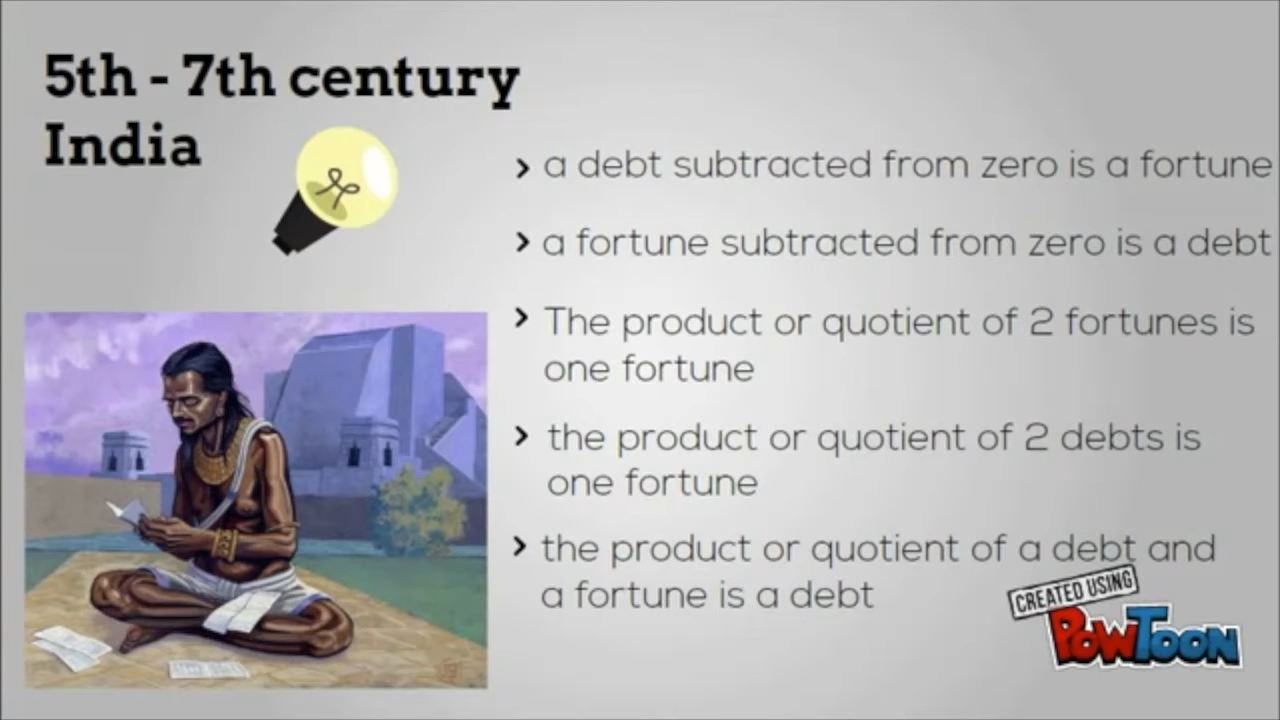 5th - 7th century
India
› a debt subtracted from zero is a fortune
› a fortune subtracted from zero is a debt
› The product or quotient of 2 fortunes is
one fortune
› the product or quotient of 2 debts is
one fortune
› the product or quotient of a debt and
a fortune is a debt
CREATED USING
PowToon